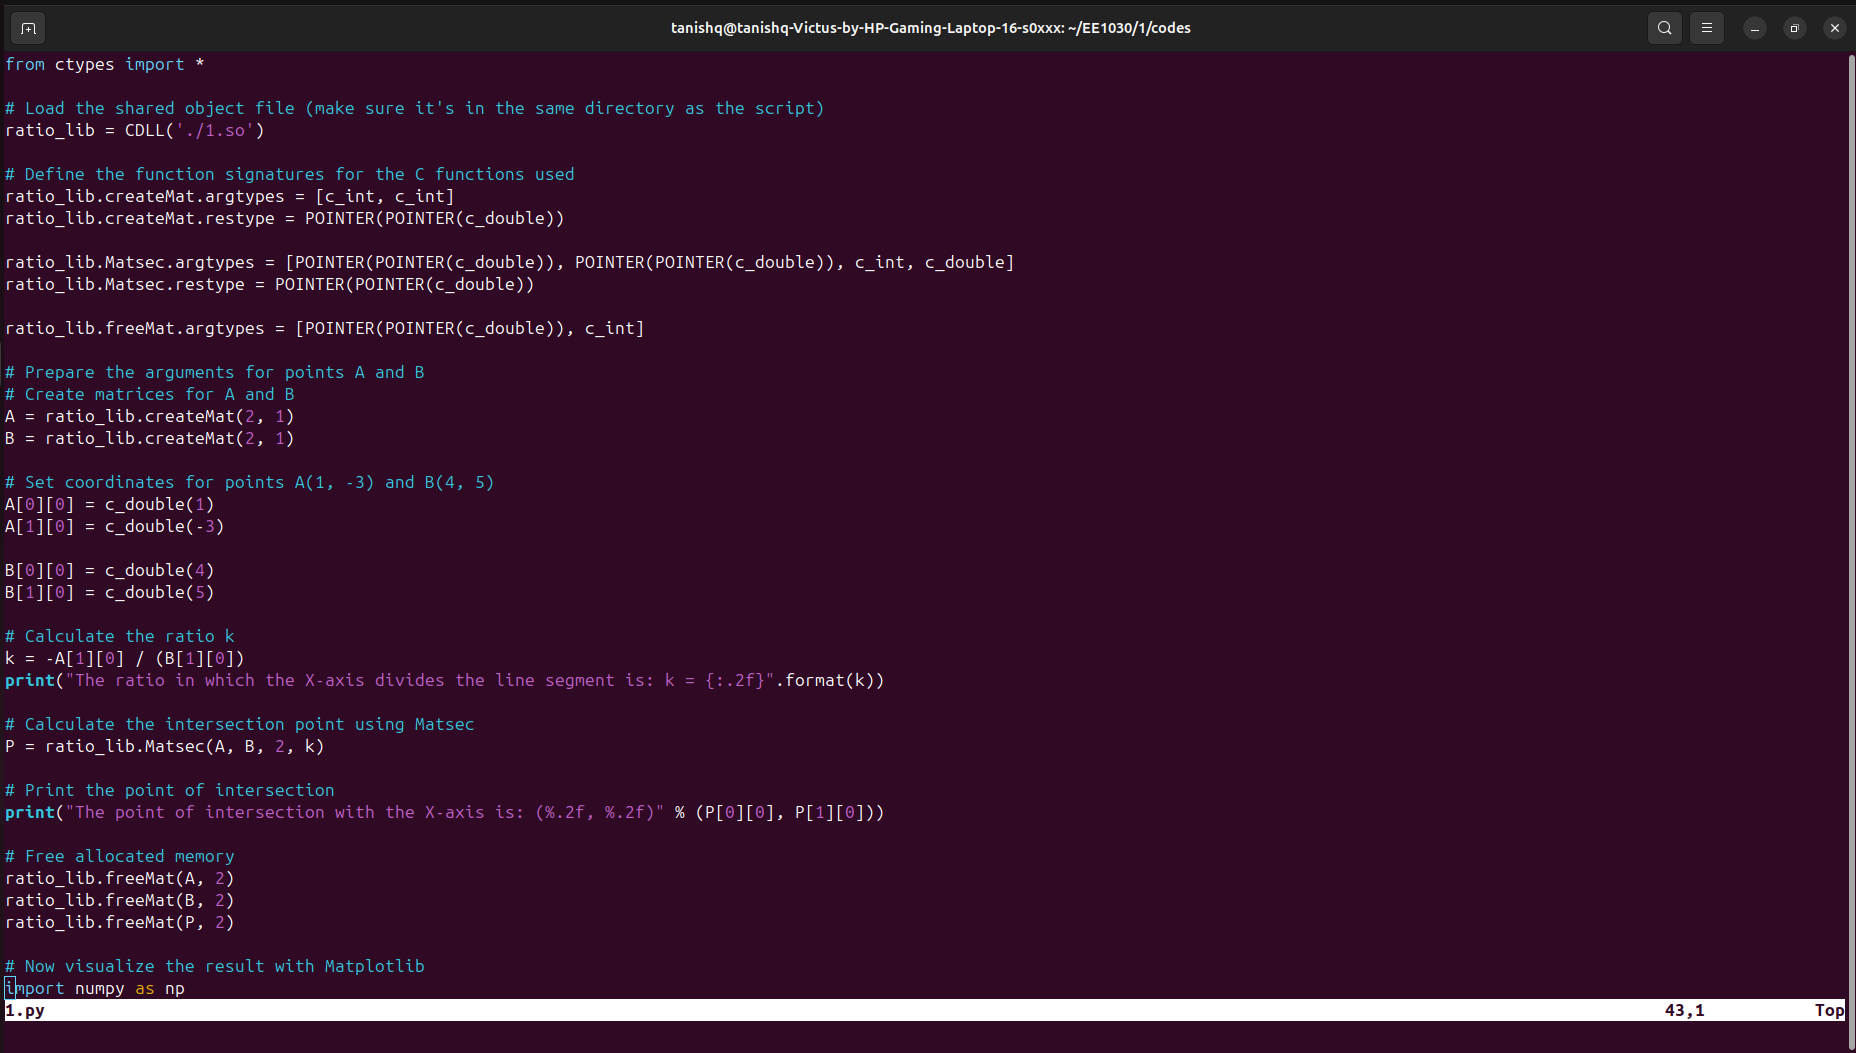 tanishq@tanishq-Victus-by-HP-Gaming-Laptop-16-s0xxx: ~/EE1030/1/codes
from ctypes import *
# Load the shared object file (make sure it's in the same directory as the script)
ratio_lib = CDLL('./1.so')
# Define the function signatures for the C functions used
ratio_lib.createMat.argtypes = [c_int, c_int]
ratio_lib.createMat.restype = POINTER(POINTER(c_double))
ratio_lib.Matsec.argtypes = [POINTER(POINTER(c_double)), POINTER(POINTER(c_double)), c_int, c_double]
ratio_lib.Matsec.restype = POINTER(POINTER(c_double))
ratio_lib.freeMat.argtypes = [POINTER(POINTER(c_double)), c_int]
# Prepare the arguments for points A and B
# Create matrices for A and B
A = ratio_lib.createMat(2, 1)
B = ratio_lib.createMat(2, 1)
# Set coordinates for points A(1, -3) and B(4, 5)
A[0][0] = c_double(1)
A[1][0] = c_double(-3)
B[0][0] = c_double(4)
B[1][0] = c_double(5)
# Calculate the ratio k
k = -A[1][0] / (B[1][0])
print("The ratio in which the X-axis divides the line segment is: k = {:.2f}".format(k))
# Calculate the intersection point using Matsec
P = ratio_lib.Matsec(A, B, 2, k)
# Print the point of intersection
print("The point of intersection with the X-axis is: (%.2f, %.2f)" % (P[0][0], P[1][0]))
# Free allocated memory
ratio_lib.freeMat(A, 2)
ratio_lib.freeMat(B, 2)
ratio_lib.freeMat(P, 2)
# Now visualize the result with Matplotlib
import numpy as np
1.py 43,1 Top